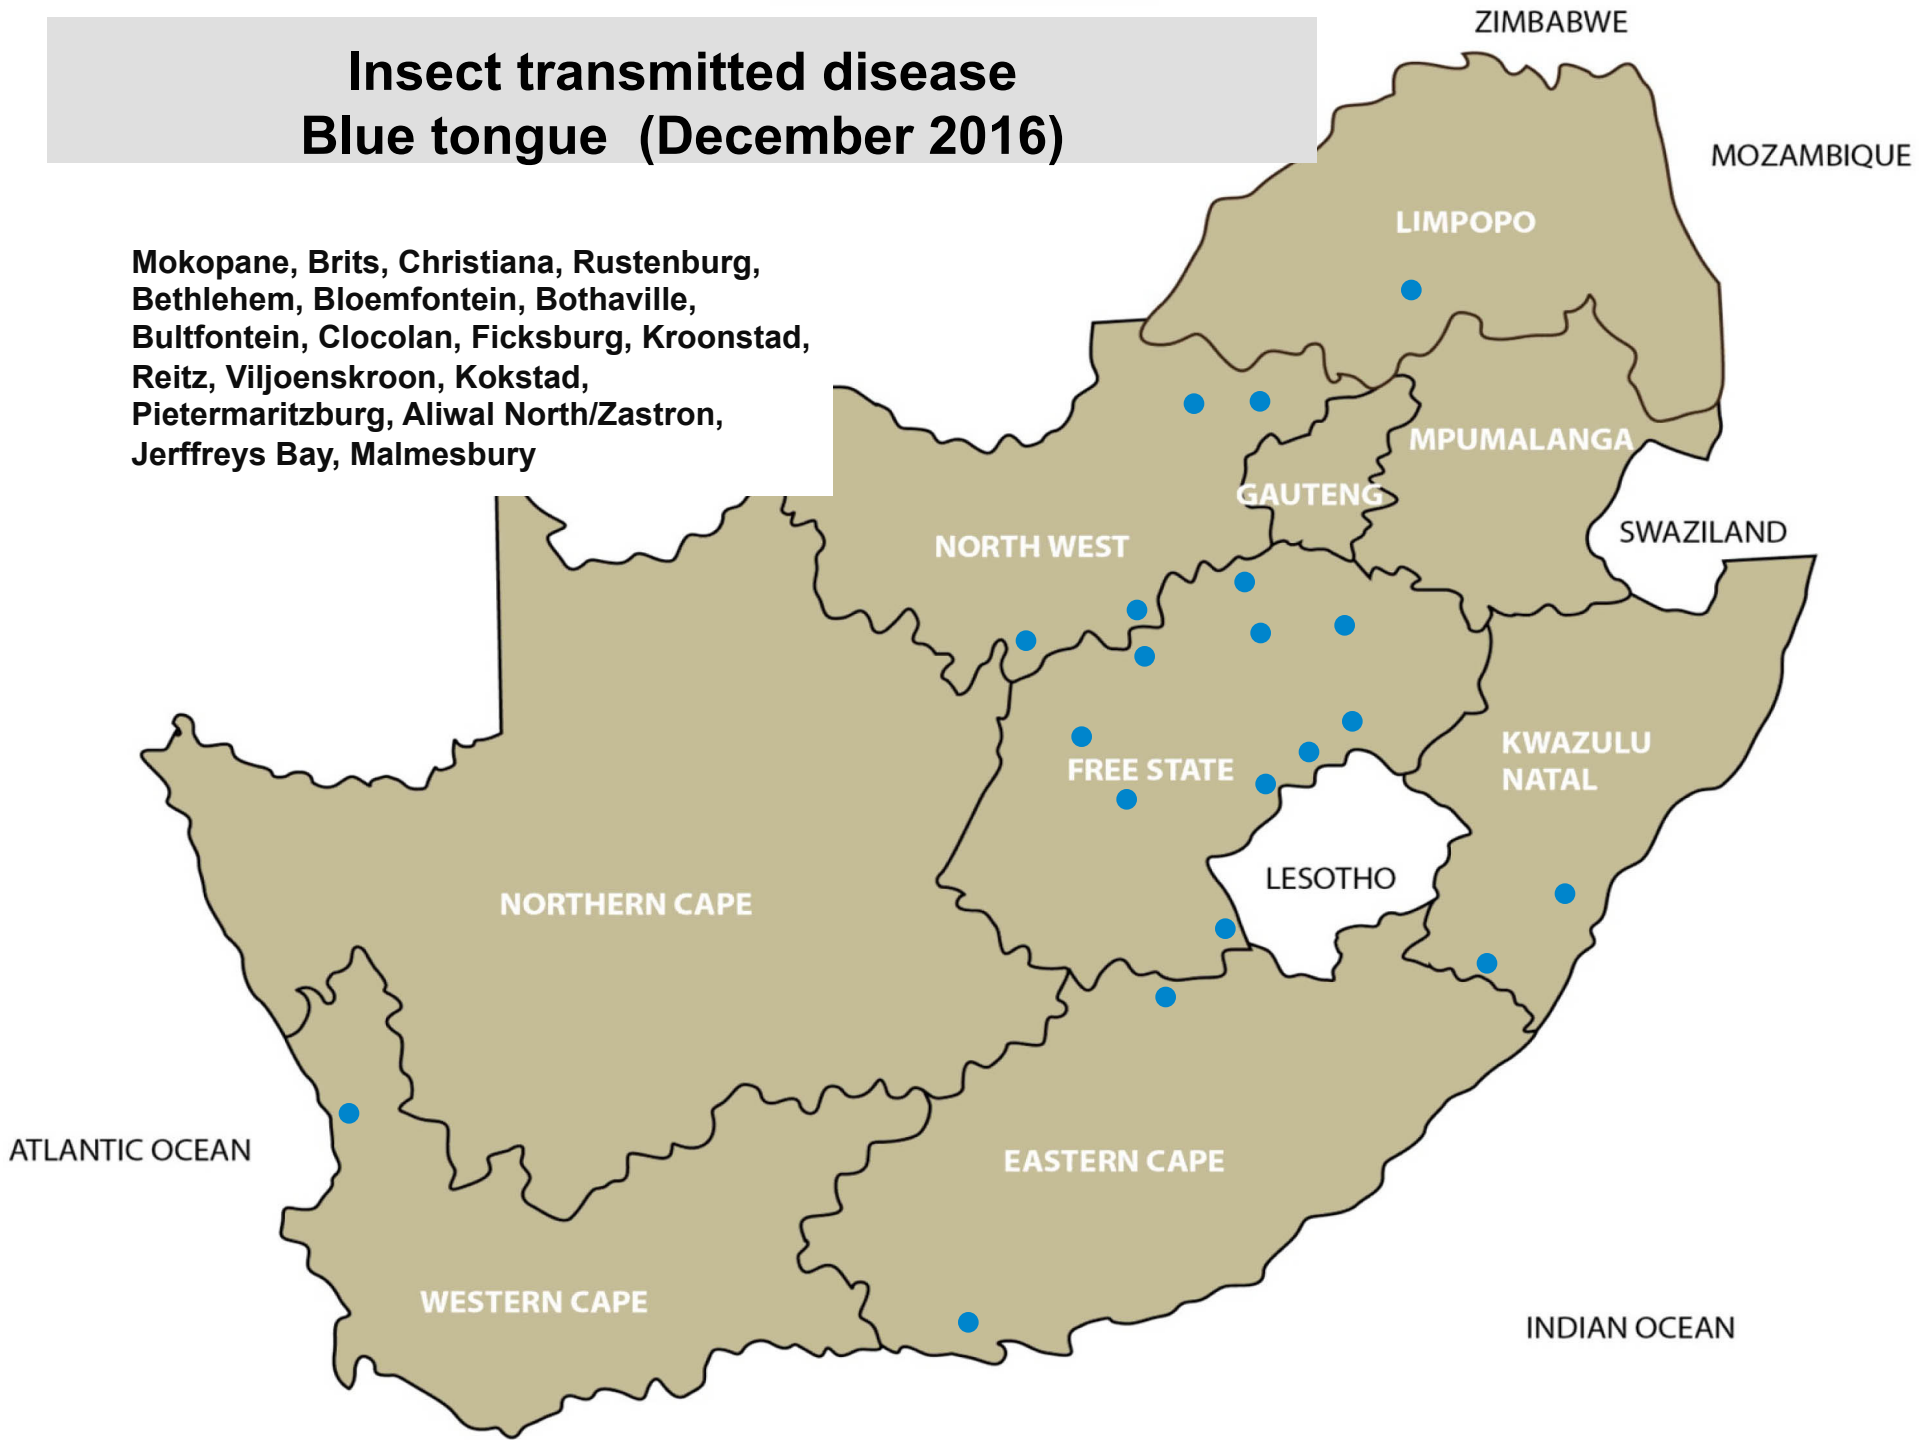 Insect transmitted disease
Blue tongue  (December 2016)
ZIMBABWE
MOZAMBIQUE
LIMPOPO
Mokopane, Brits, Christiana, Rustenburg,
Bethlehem, Bloemfontein, Bothaville,
Bultfontein, Clocolan, Ficksburg, Kroonstad,
Reitz, Viljoenskroon, Kokstad,
Pietermaritzburg, Aliwal North/Zastron,
Jerffreys Bay, Malmesbury
MPUMALANGA
GAUTENG
SWAZILAND
NORTH WEST
KWAZULU
NATAL
FREE STATE
LESOTHO
NORTHERN CAPE
ATLANTIC OCEAN
EASTERN CAPE
WESTERN CAPE
INDIAN OCEAN